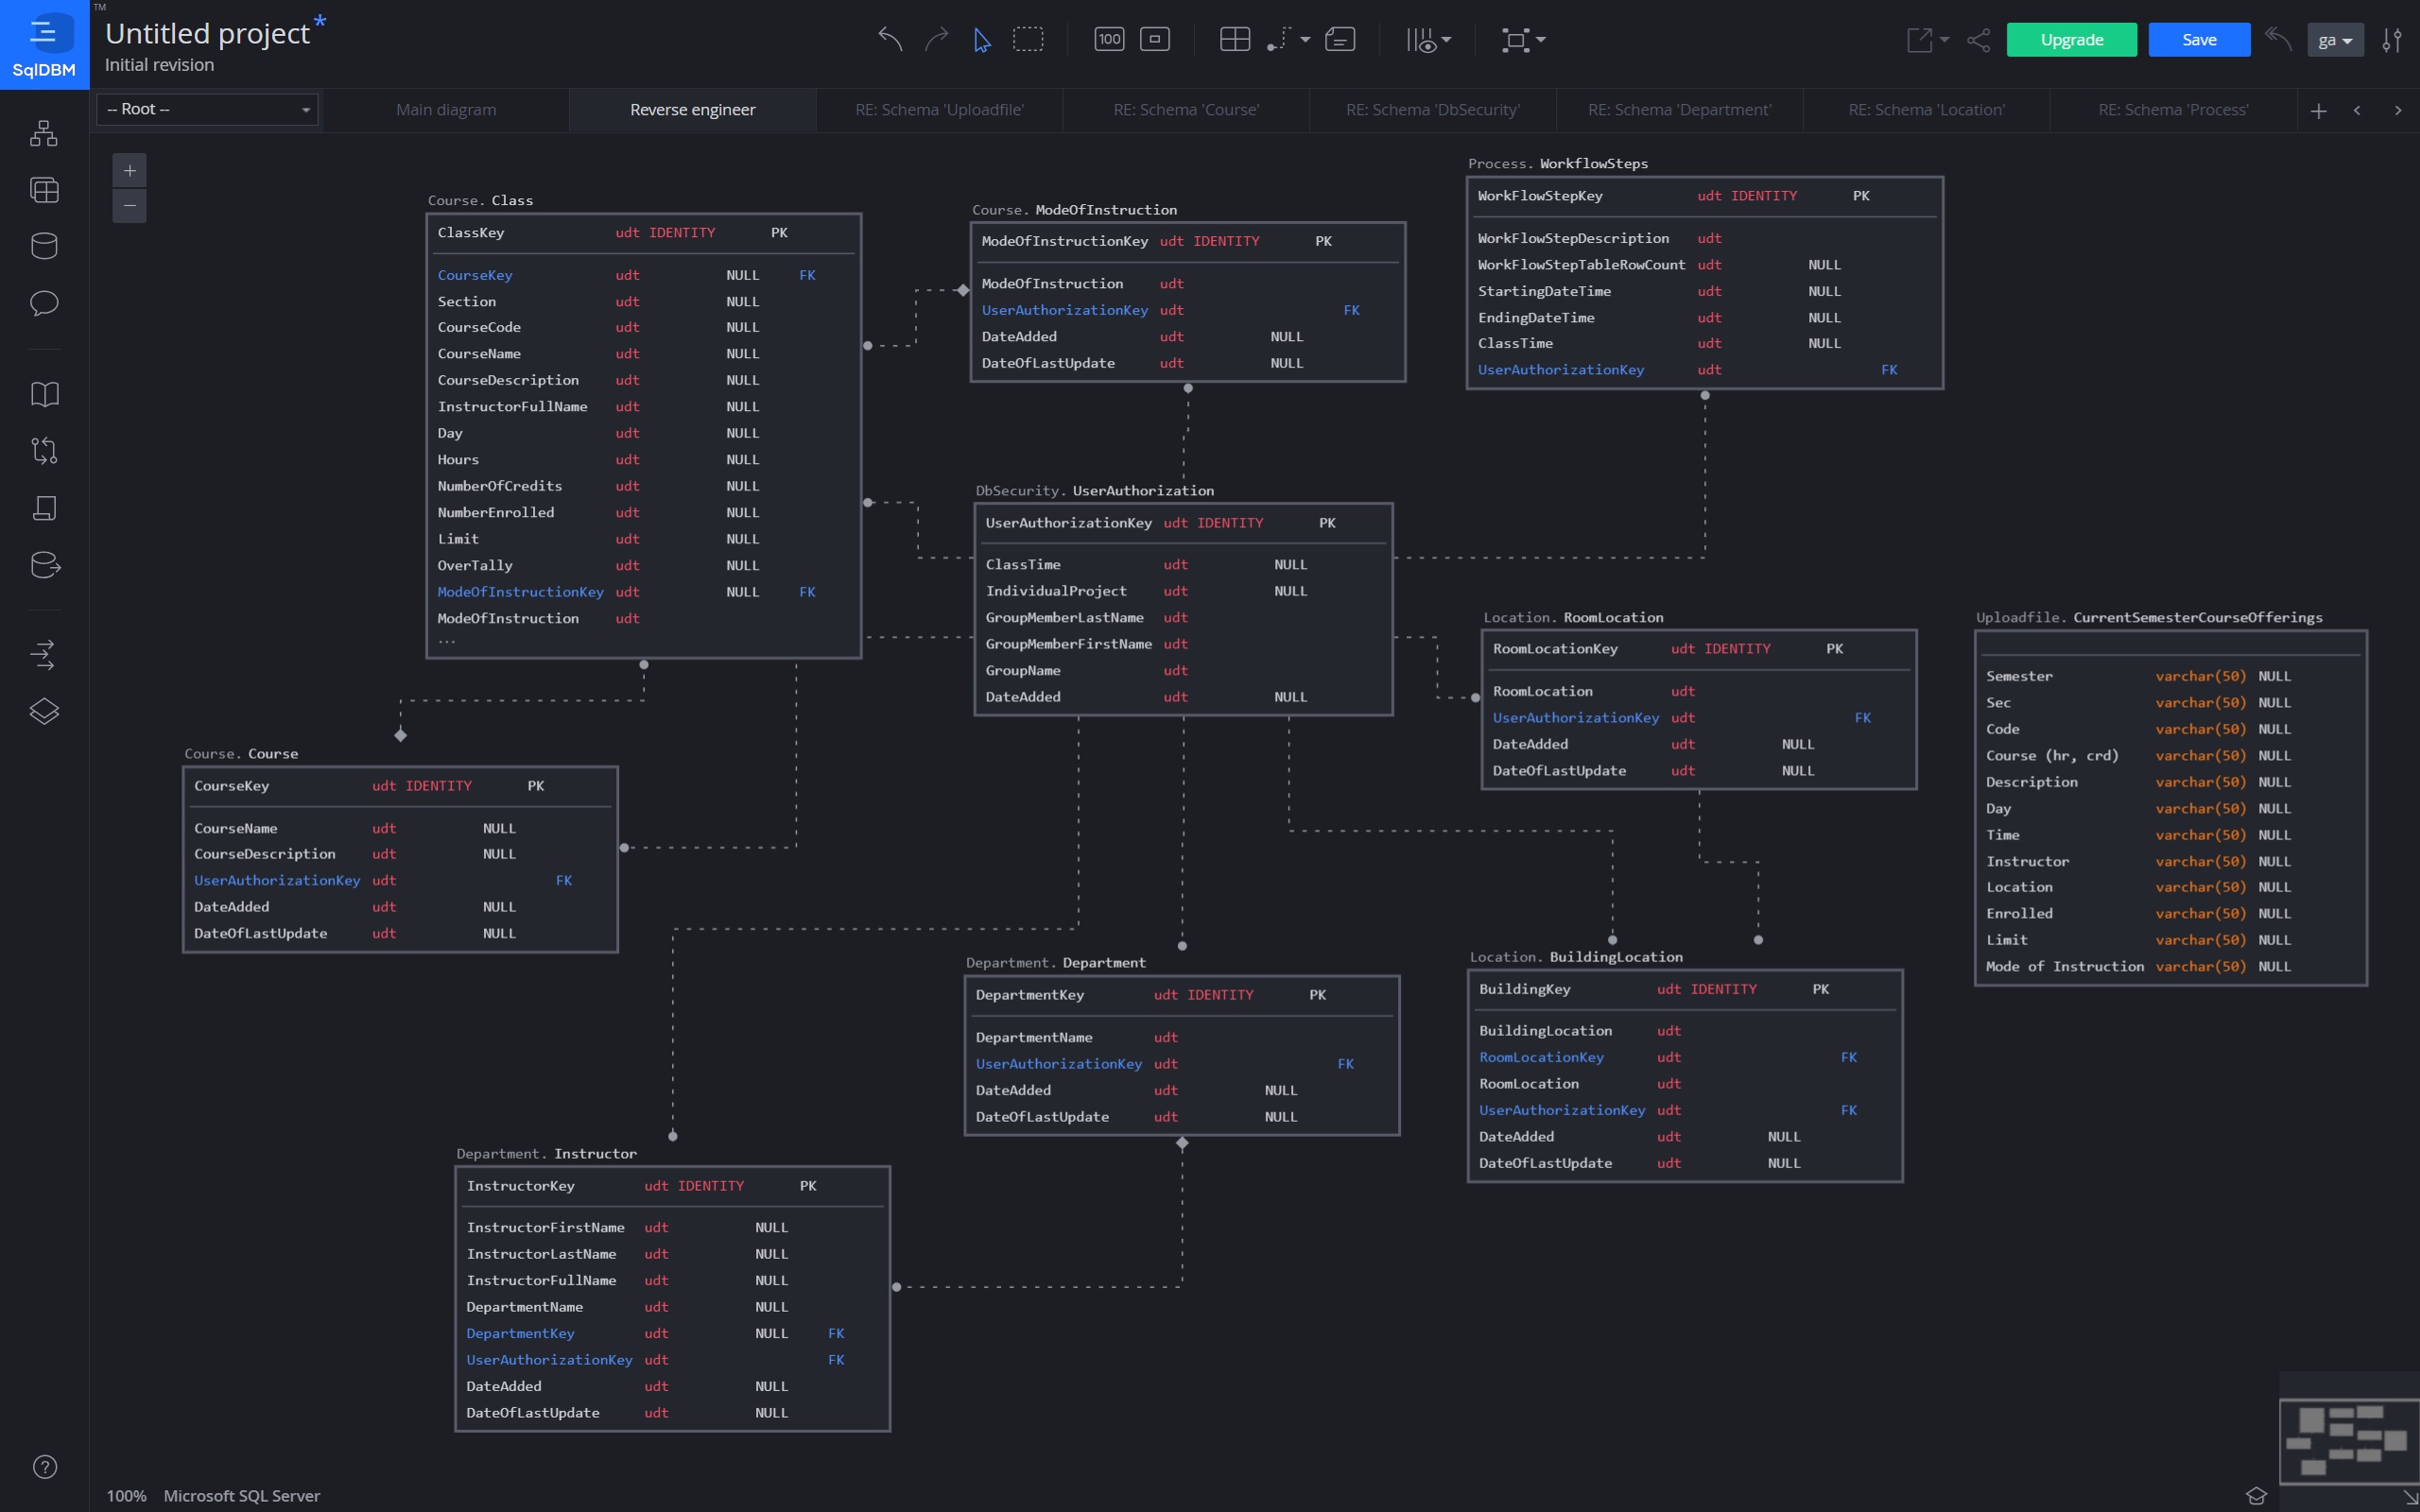 TM
Untitled project*
Initial revision
SqlDBM
100
Upgrade
Save
ga
-- Root --
Main diagram
Reverse engineer
RE: Schema 'Uploadfile'
RE: Schema 'Course'
RE: Schema 'DbSecurity'
RE: Schema 'Department'
RE: Schema 'Location'
RE: Schema 'Process'
Course. Class
ClassKey udt IDENTITY PK
CourseKey udt NULL FK
Section udt NULL
CourseCode udt NULL
CourseName udt NULL
CourseDescription udt NULL
InstructorFullName udt NULL
Day udt NULL
Hours udt NULL
NumberOfCredits udt NULL
NumberEnrolled udt NULL
Limit udt NULL
OverTally udt NULL
ModeOfInstructionKey udt NULL FK
ModeOfInstruction udt
...
Course. ModeOfInstruction
ModeOfInstructionKey udt IDENTITY PK
ModeOfInstruction udt
UserAuthorizationKey udt FK
DateAdded udt NULL
DateOfLastUpdate udt NULL
Process. WorkflowSteps
WorkFlowStepKey udt IDENTITY PK
WorkFlowStepDescription udt
WorkFlowStepTableRowCount udt NULL
StartingDateTime udt NULL
EndingDateTime udt NULL
ClassTime udt NULL
UserAuthorizationKey udt FK
DbSecurity. UserAuthorization
UserAuthorizationKey udt IDENTITY PK
ClassTime udt NULL
IndividualProject udt NULL
GroupMemberLastName udt
GroupMemberFirstName udt
GroupName udt
DateAdded udt NULL
Location. RoomLocation
RoomLocationKey udt IDENTITY PK
RoomLocation udt
UserAuthorizationKey udt FK
DateAdded udt NULL
DateOfLastUpdate udt NULL
Uploadfile. CurrentSemesterCourseOfferings
Semester varchar(50) NULL
Sec varchar(50) NULL
Code varchar(50) NULL
Course (hr, crd) varchar(50) NULL
Description varchar(50) NULL
Day varchar(50) NULL
Time varchar(50) NULL
Instructor varchar(50) NULL
Location varchar(50) NULL
Enrolled varchar(50) NULL
Limit varchar(50) NULL
Mode of Instruction varchar(50) NULL
Course. Course
CourseKey udt IDENTITY PK
CourseName udt NULL
CourseDescription udt NULL
UserAuthorizationKey udt FK
DateAdded udt NULL
DateOfLastUpdate udt NULL
Department. Department
DepartmentKey udt IDENTITY PK
DepartmentName udt
UserAuthorizationKey udt FK
DateAdded udt NULL
DateOfLastUpdate udt NULL
Location. BuildingLocation
BuildingKey udt IDENTITY PK
BuildingLocation udt
RoomLocationKey udt FK
RoomLocation udt
UserAuthorizationKey udt FK
DateAdded udt NULL
DateOfLastUpdate udt NULL
Department. Instructor
InstructorKey udt IDENTITY PK
InstructorFirstName udt NULL
InstructorLastName udt NULL
InstructorFullName udt NULL
DepartmentName udt NULL
DepartmentKey udt NULL FK
UserAuthorizationKey udt FK
DateAdded udt NULL
DateOfLastUpdate udt NULL
100% Microsoft SQL Server